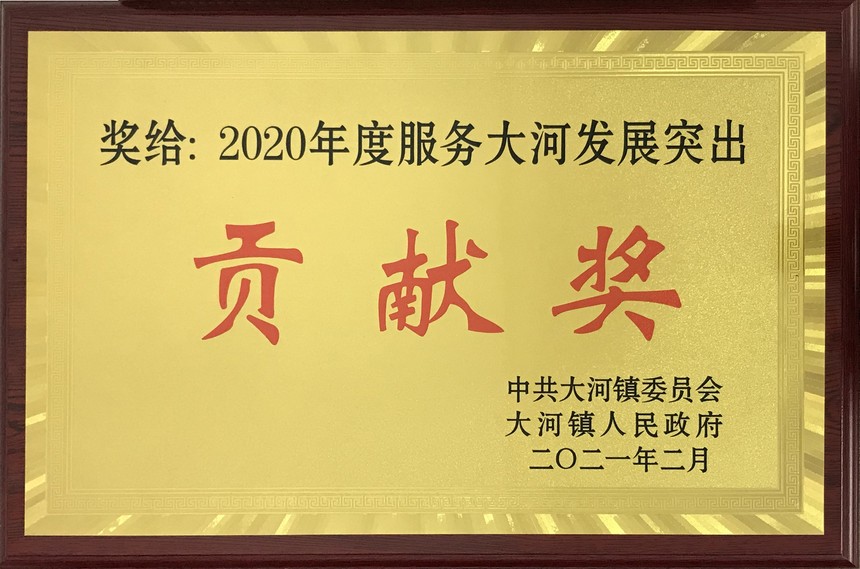 奖给: 2020年度服务大河发展突出
贡献奖
中共大河镇委员会
大河镇人民政府
二〇二一年二月